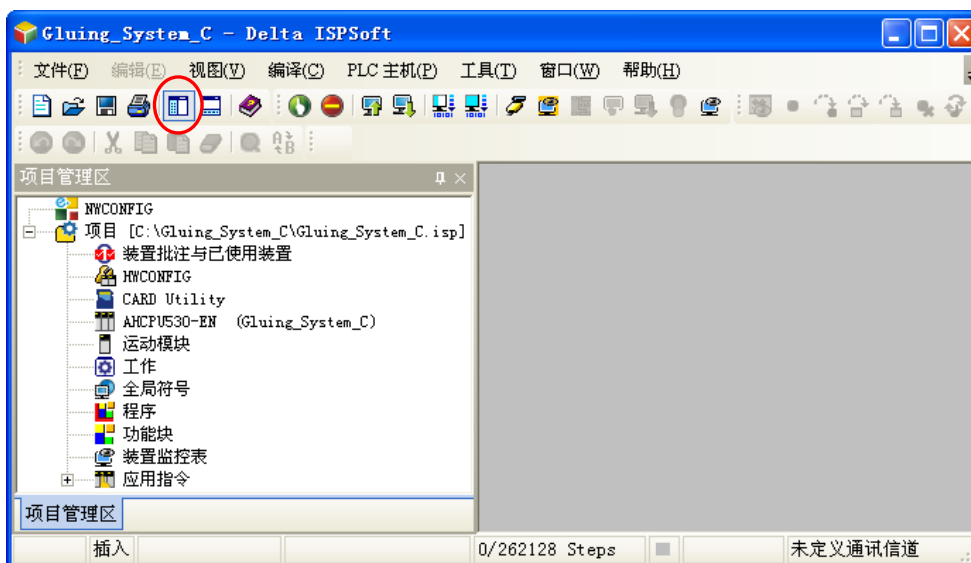 Gluing_System_C - Delta ISPSoft
文件(F) 编辑(E) 视图(V) 编译(C) PLC 主机(P) 工具(T) 窗口(W) 帮助(H)
项目管理区
NWCONFIG
项目 [C:\Gluing_System_C\Gluing_System_C.isp]
装置批注与已使用装置
HWCONFIG
CARD Utility
AHCPU530-EN (Gluing_System_C)
运动模块
工作
全局符号
程序
功能块
装置监控表
应用指令
项目管理区
插入 0/262128 Steps 未定义通讯信道